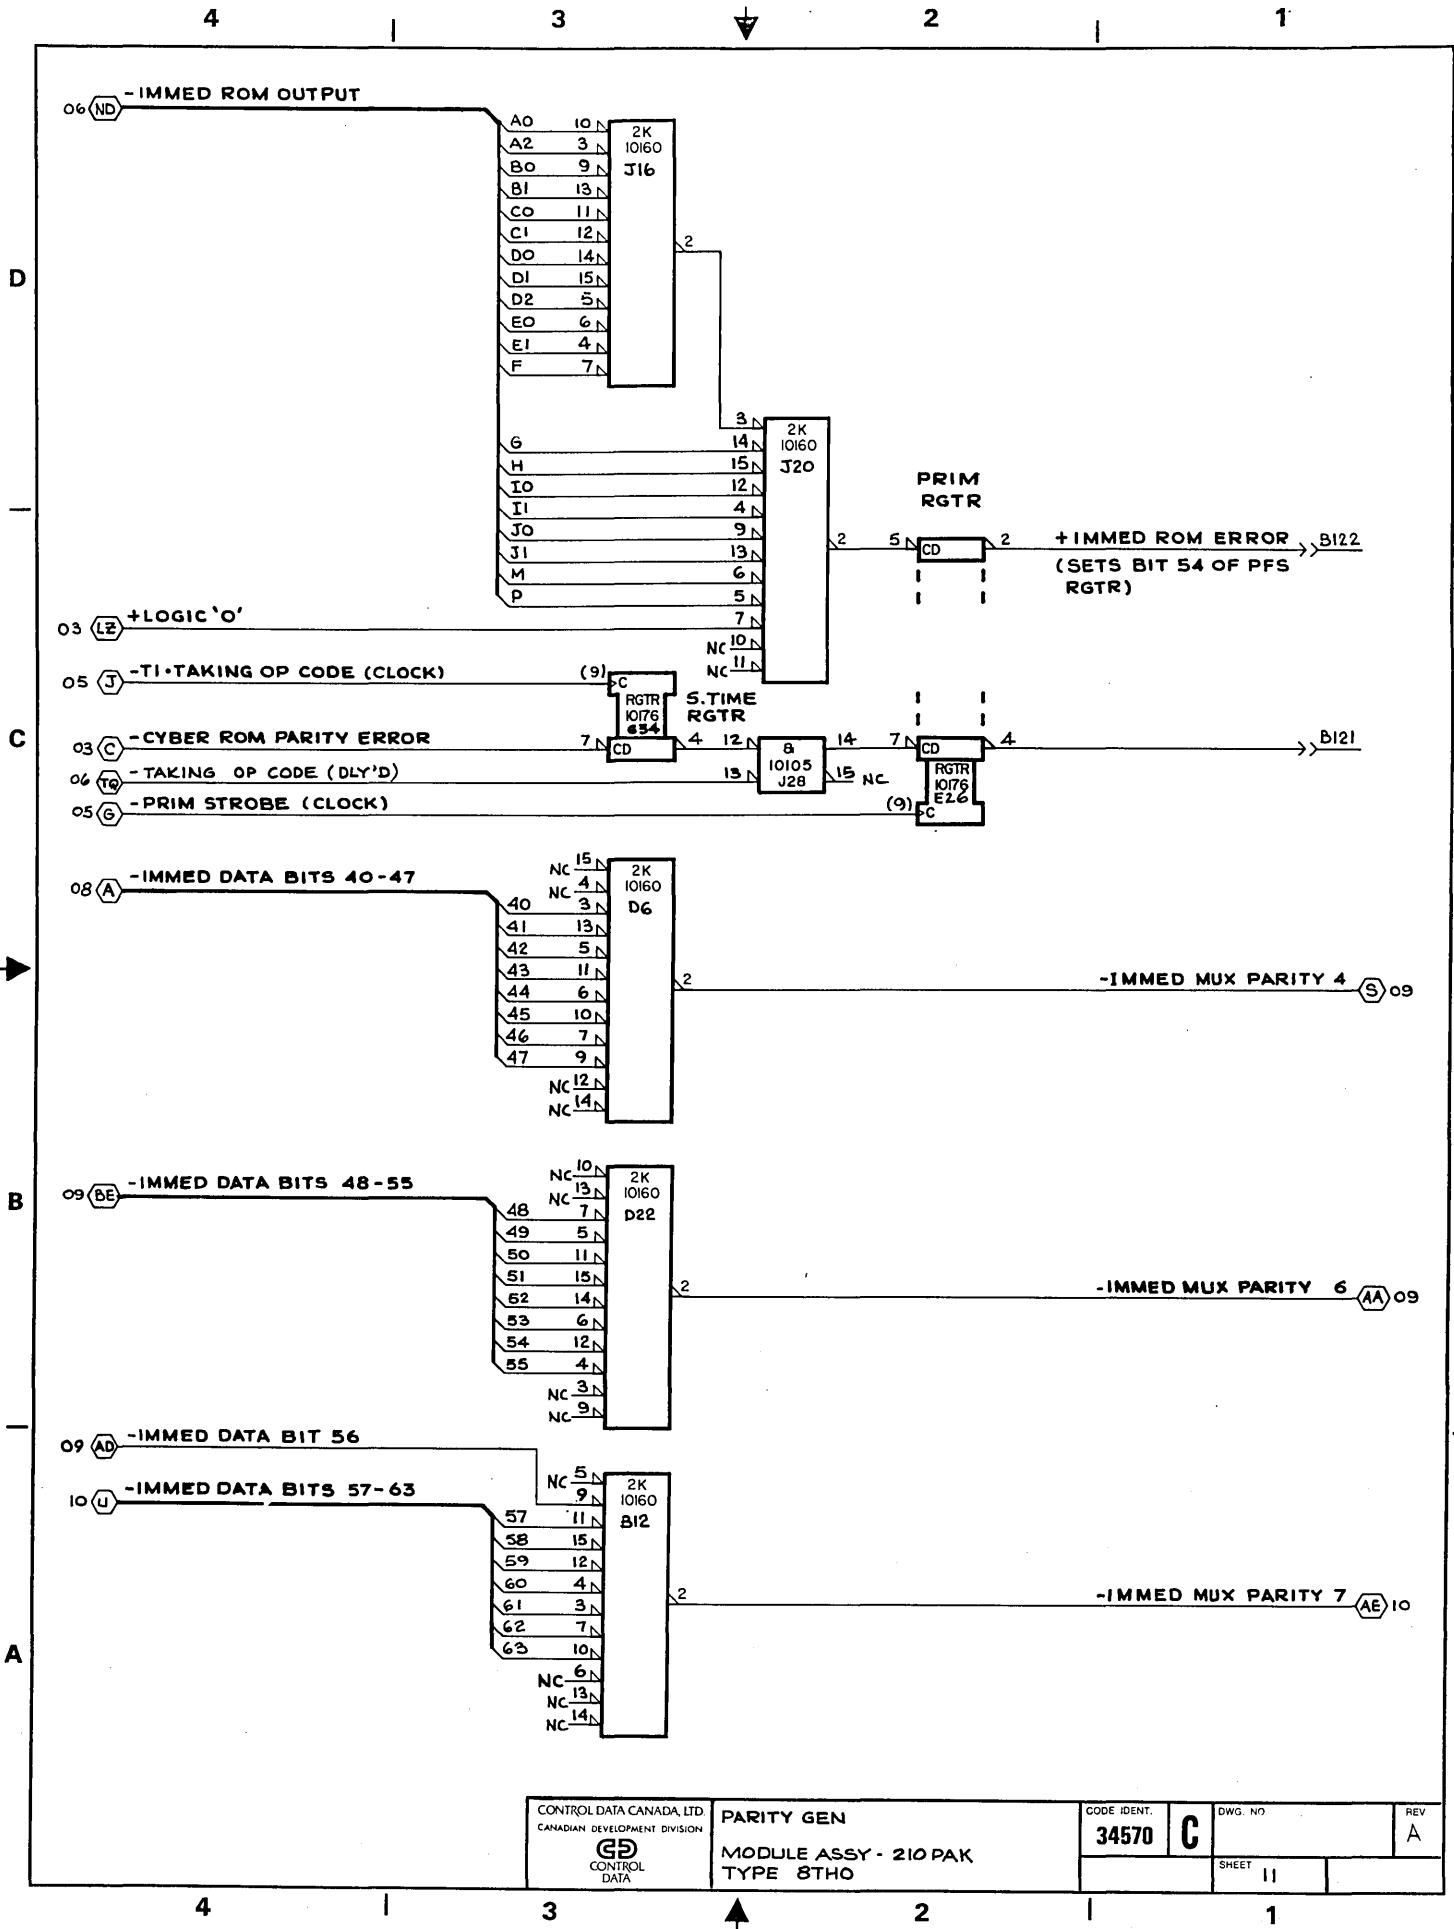 4 3 2 1
06 ND -IMMED ROM OUTPUT
A0 10
A2 3
B0 9
B1 13
C0 11
C1 12
D0 14
D1 15
D2 5
E0 6
E1 4
F 7
2K
10160
J16
2
D
3
G 14
H 15
I0 12
I1 4
J0 9
J1 13
M 6
P 5
7
NC 10
NC 11
2K
10160
J20
2
PRIM
RGTR
5 CD 2
+IMMED ROM ERROR B122
(SETS BIT 54 OF PFS
RGTR)
03 LZ +LOGIC '0'
05 J -T1•TAKING OP CODE (CLOCK) (9) C
RGTR
10176
S.TIME
RGTR
C
03 C -CYBER ROM PARITY ERROR 7 CD 4 12 14 7 CD 4 B121
&
10105
J28
06 TQ -TAKING OP CODE (DLY'D) 13 15 NC
RGTR
10176
E26
05 G -PRIM STROBE (CLOCK) (9) C
08 A -IMMED DATA BITS 40-47
NC 15
NC 4
40 3
41 13
42 5
43 11
44 6
45 10
46 7
47 9
NC 12
NC 14
2K
10160
D6
2
-IMMED MUX PARITY 4 S 09
B
09 BE -IMMED DATA BITS 48-55
NC 10
NC 13
48 7
49 5
50 11
51 15
52 14
53 6
54 12
55 4
NC 3
NC 9
2K
10160
D22
2
-IMMED MUX PARITY 6 AA 09
09 AD -IMMED DATA BIT 56
10 U -IMMED DATA BITS 57-63
NC 5
9
57 11
58 15
59 12
60 4
61 3
62 7
63 10
NC 6
NC 13
NC 14
2K
10160
B12
2
-IMMED MUX PARITY 7 AE 10
A
CONTROL DATA CANADA, LTD.
CANADIAN DEVELOPMENT DIVISION
CONTROL
DATA
PARITY GEN
MODULE ASSY - 210 PAK
TYPE 8THO
CODE IDENT.
34570
C
DWG. NO
REV
A
SHEET 11
4 3 2 1